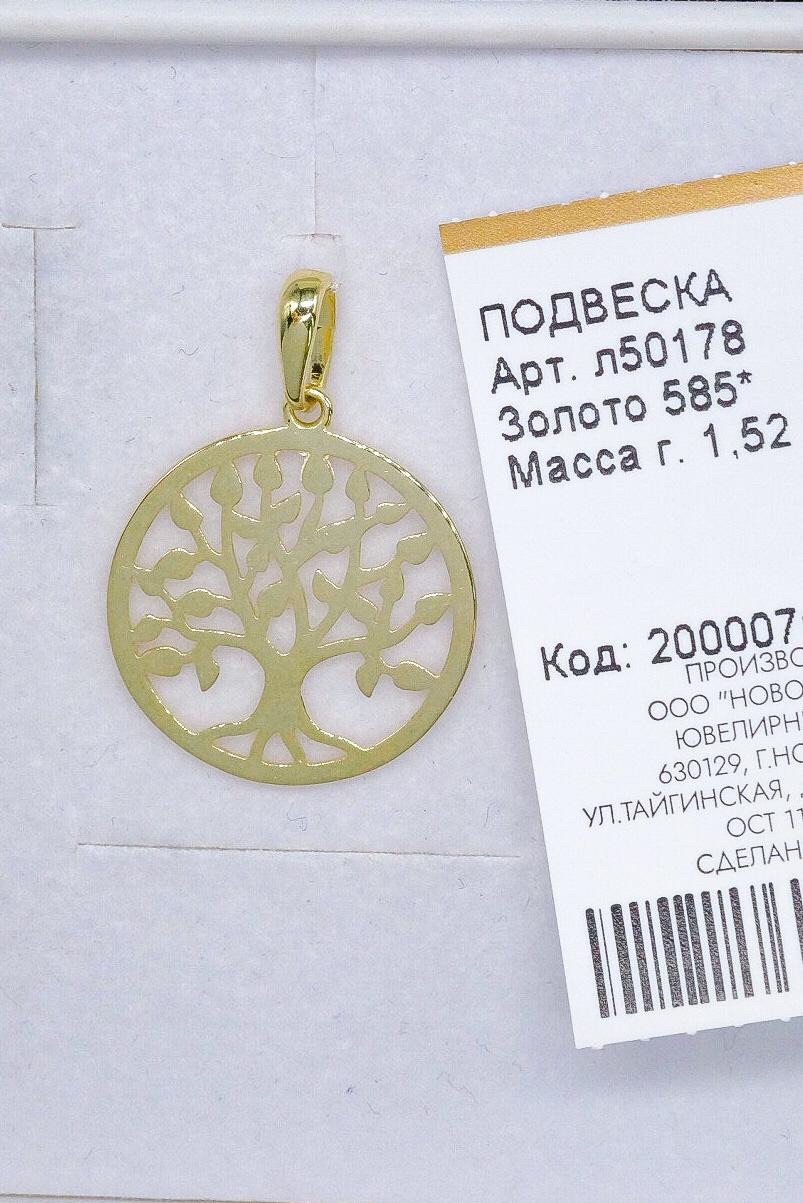 ПОДВЕСКА
Арт. л50178
Золото 585*
Масса г. 1,52
Код: 200007
ПРОИЗВО
ООО "НОВО
ЮВЕЛИРН
630129, Г.НО
УЛ.ТАЙГИНСКАЯ,
ОСТ 11
СДЕЛАН